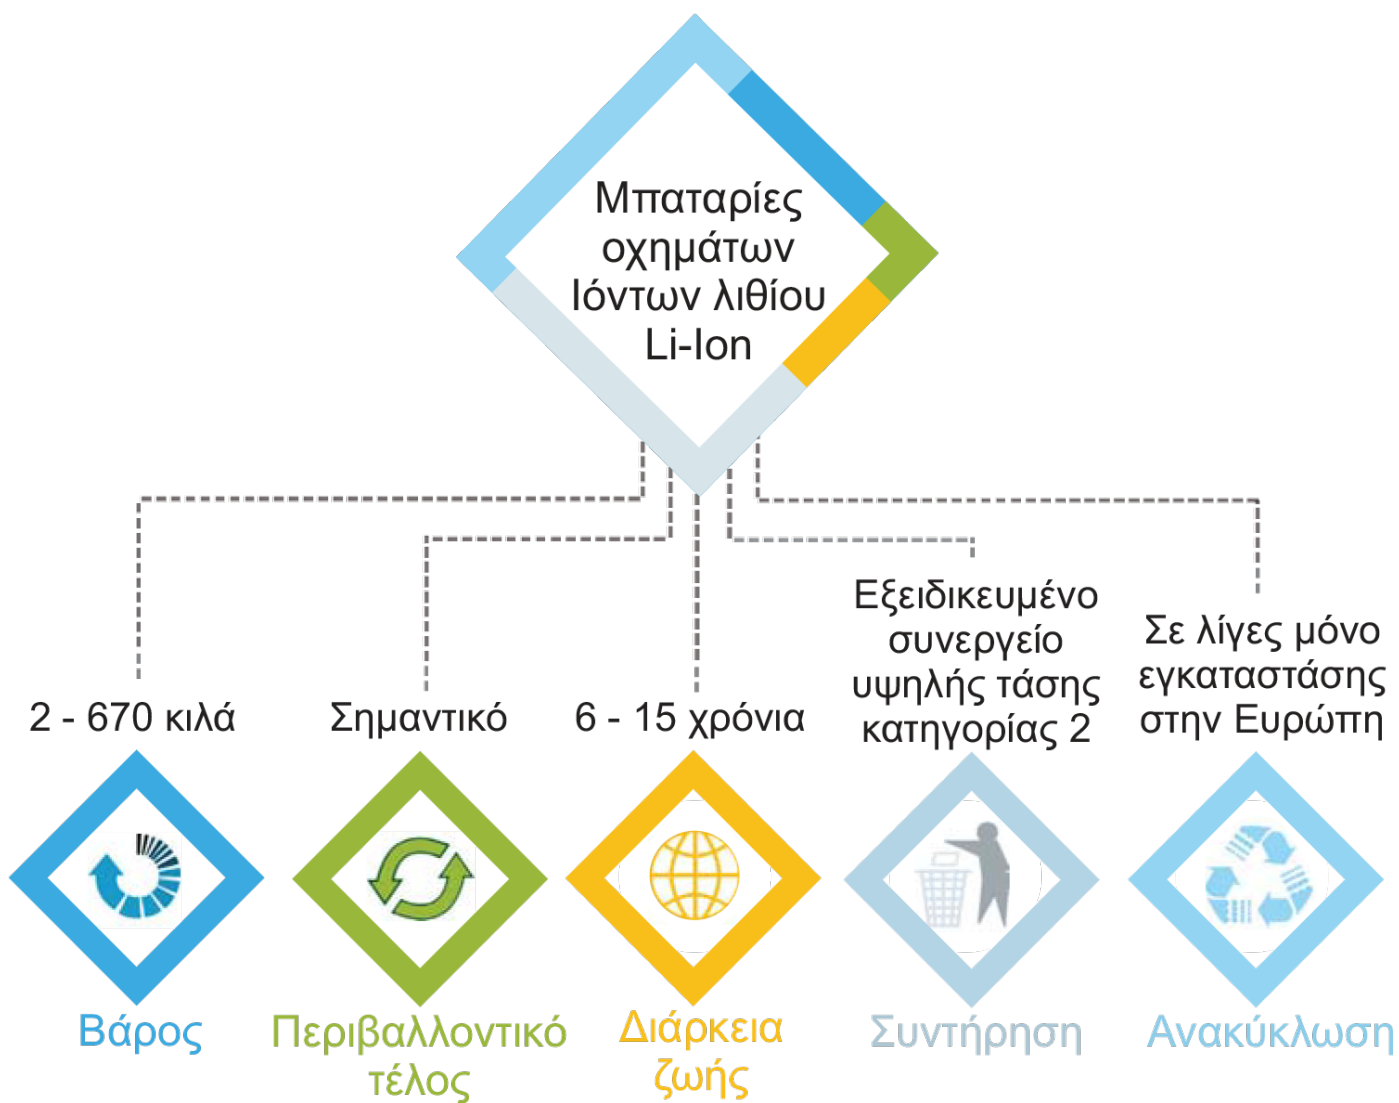 Μπαταρίες
οχημάτων
Ιόντων λιθίου
Li-Ion
2 - 670 κιλά
Σημαντικό
6 - 15 χρόνια
Εξειδικευμένο
συνεργείο
υψηλής τάσης
κατηγορίας 2
Σε λίγες μόνο
εγκαταστάσης
στην Ευρώπη
Βάρος
Περιβαλλοντικό
τέλος
Διάρκεια
ζωής
Συντήρηση
Ανακύκλωση